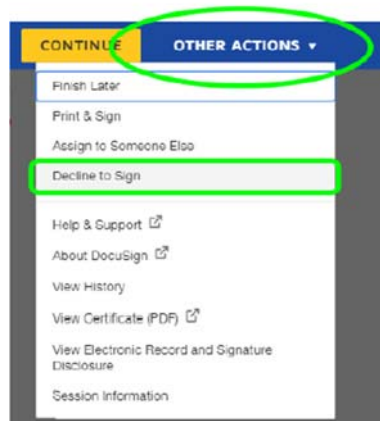 CONTINUE
OTHER ACTIONS ▼
Finish Later
Print & Sign
Assign to Someone Else
Decline to Sign
Help & Support
About DocuSign
View History
View Certificate (PDF)
View Electronic Record and Signature
Disclosure
Session Information